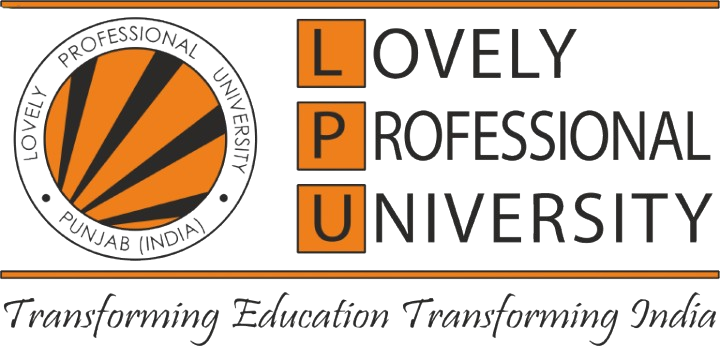 LOVELY PROFESSIONAL UNIVERSITY
• PUNJAB (INDIA) •
LOVELY
PROFESSIONAL
UNIVERSITY
Transforming Education Transforming India